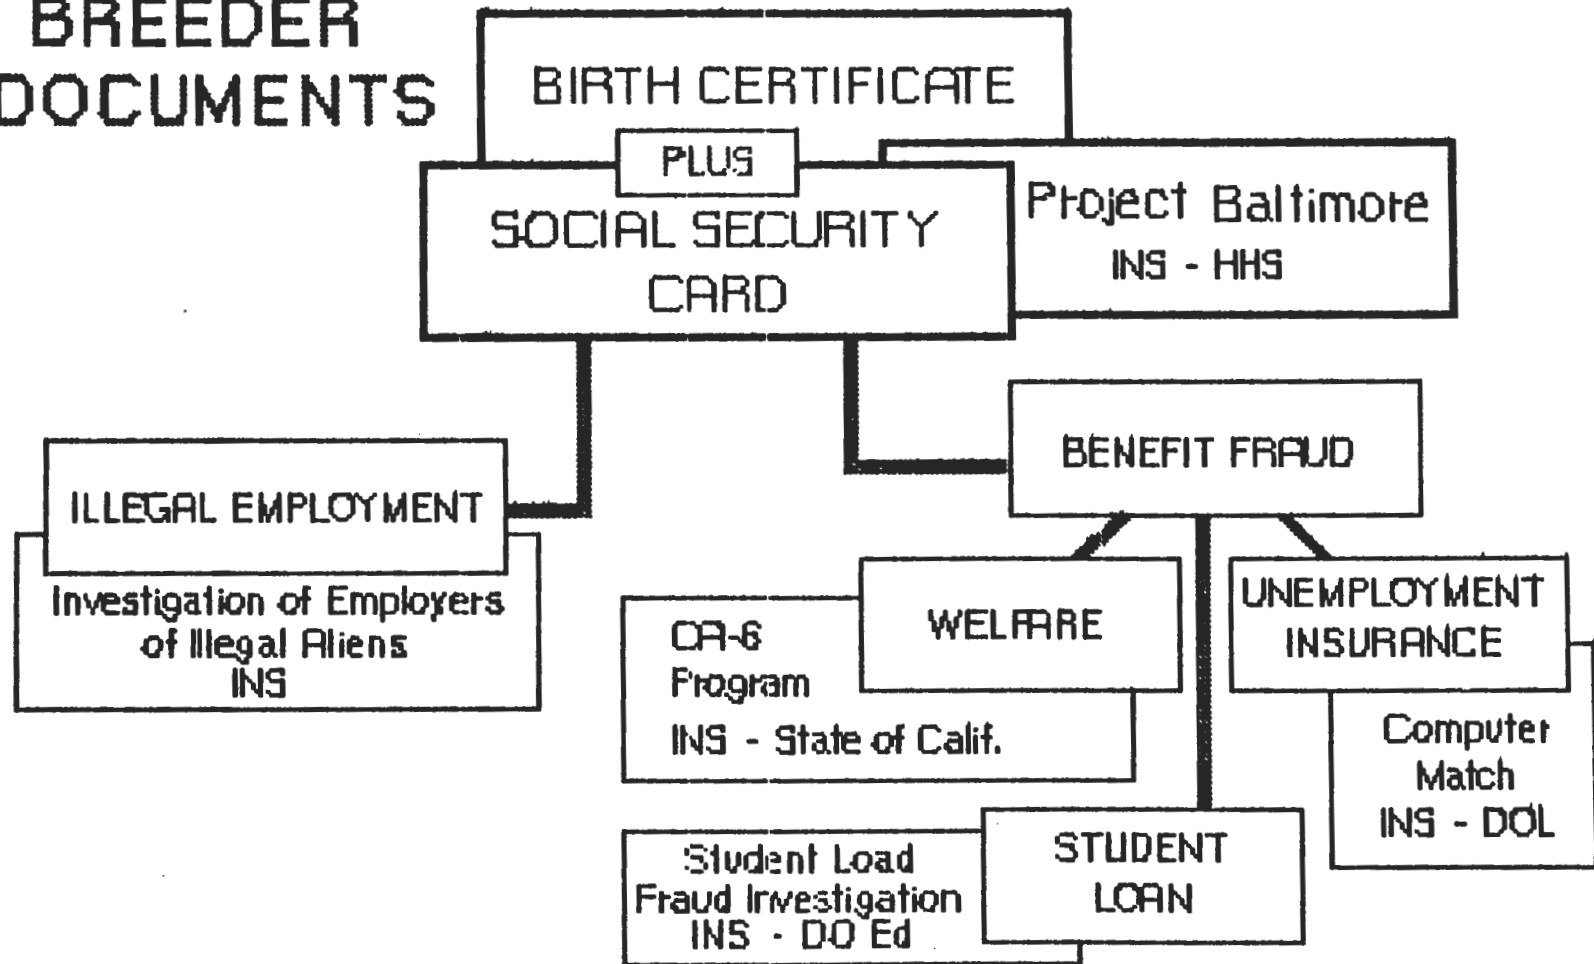 BREEDER
DOCUMENTS
BIRTH CERTIFICATE
PLUS
SOCIAL SECURITY
CARD
Project Baltimore
INS - HHS
ILLEGAL EMPLOYMENT
Investigation of Employers
of Illegal Aliens
INS
BENEFIT FRAUD
WELFARE
CA-6
Program
INS - State of Calif.
UNEMPLOYMENT
INSURANCE
Computer
Match
INS - DOL
STUDENT
LOAN
Student Load
Fraud Investigation
INS - DO Ed